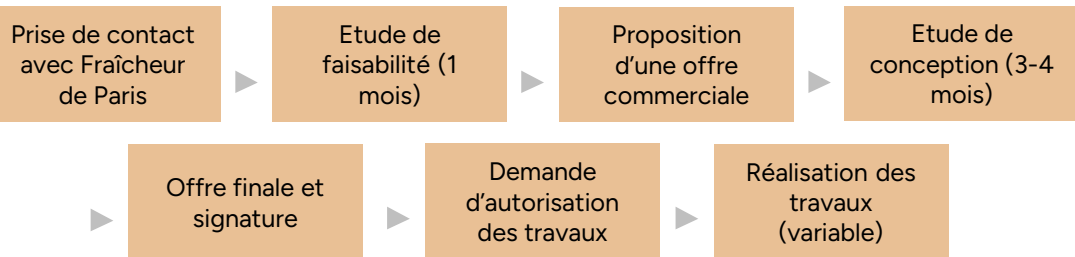 Prise de contact
avec Fraîcheur
de Paris
Etude de
faisabilité (1
mois)
Proposition
d'une offre
commerciale
Etude de
conception (3-4
mois)
Offre finale et
signature
Demande
d'autorisation
des travaux
Réalisation des
travaux
(variable)